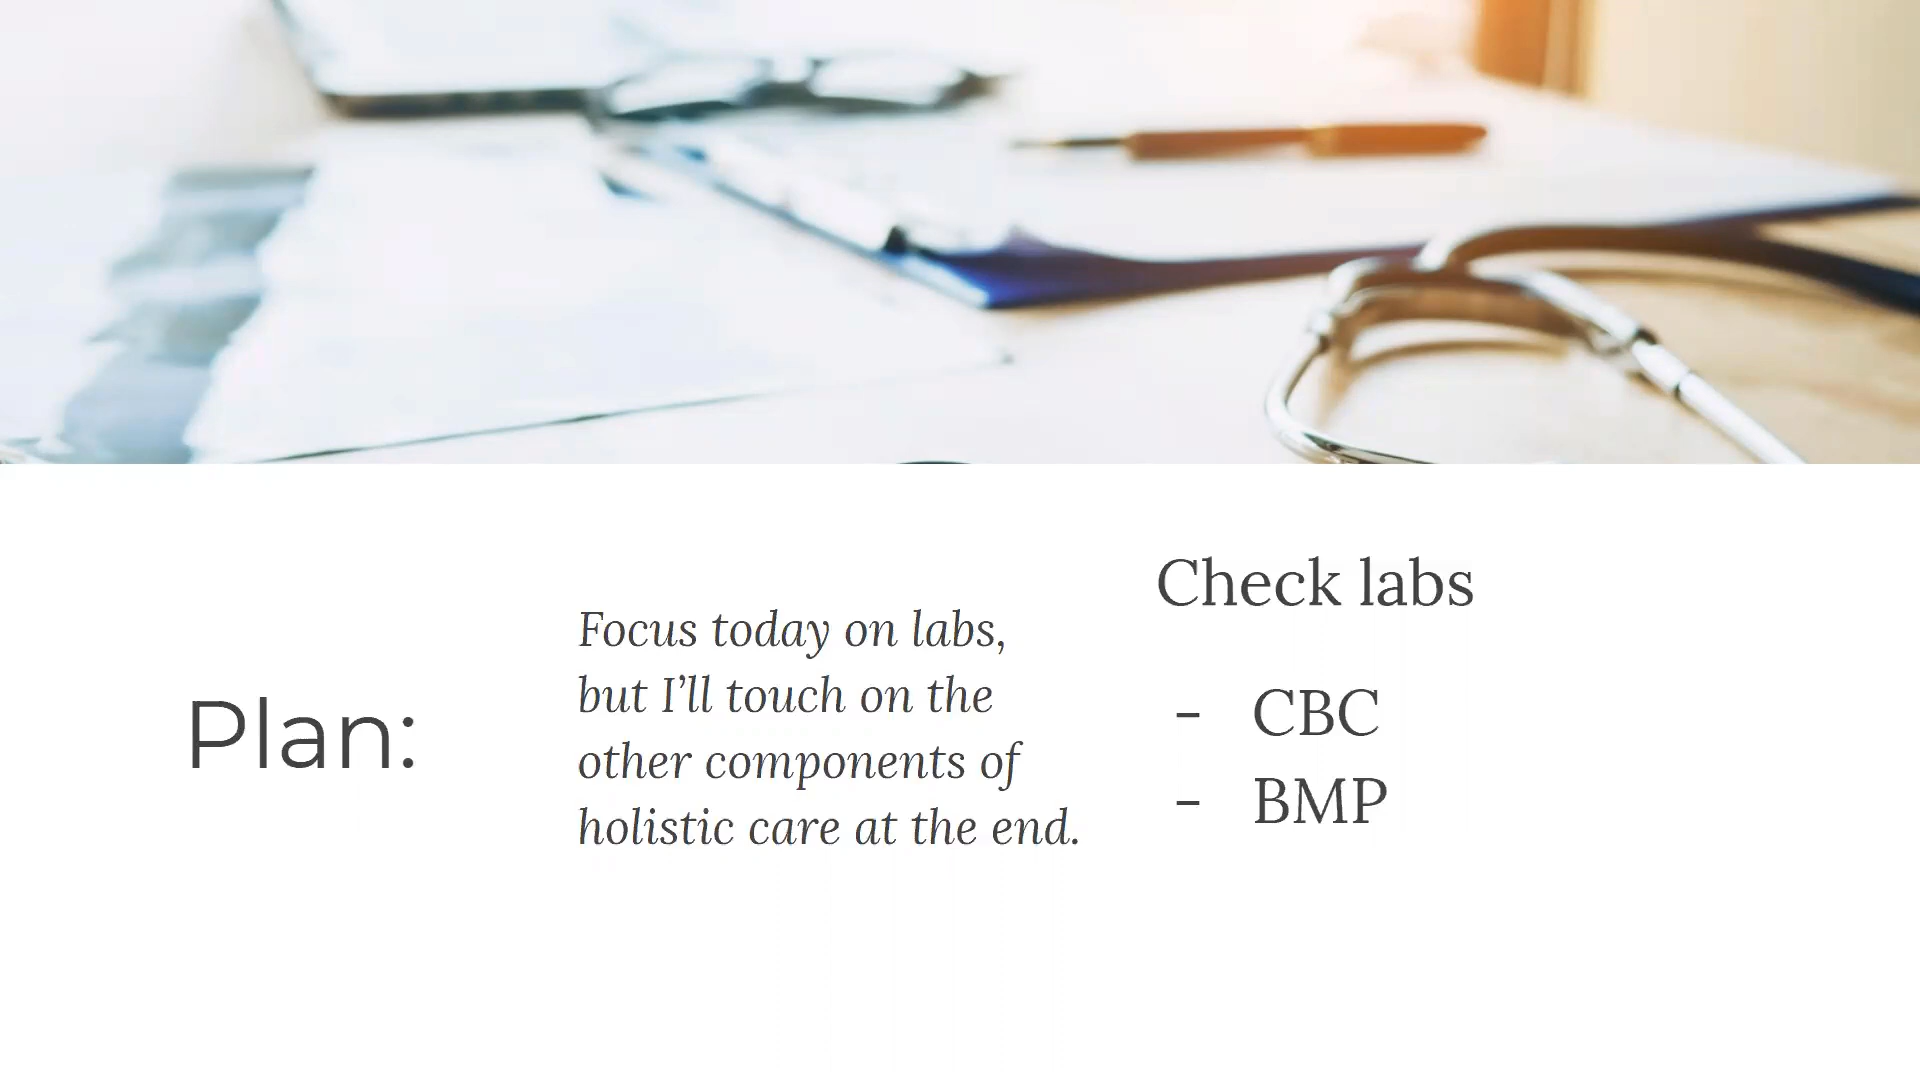 Plan:
Focus today on labs,
but I’ll touch on the
other components of
holistic care at the end.
Check labs
- CBC
- BMP